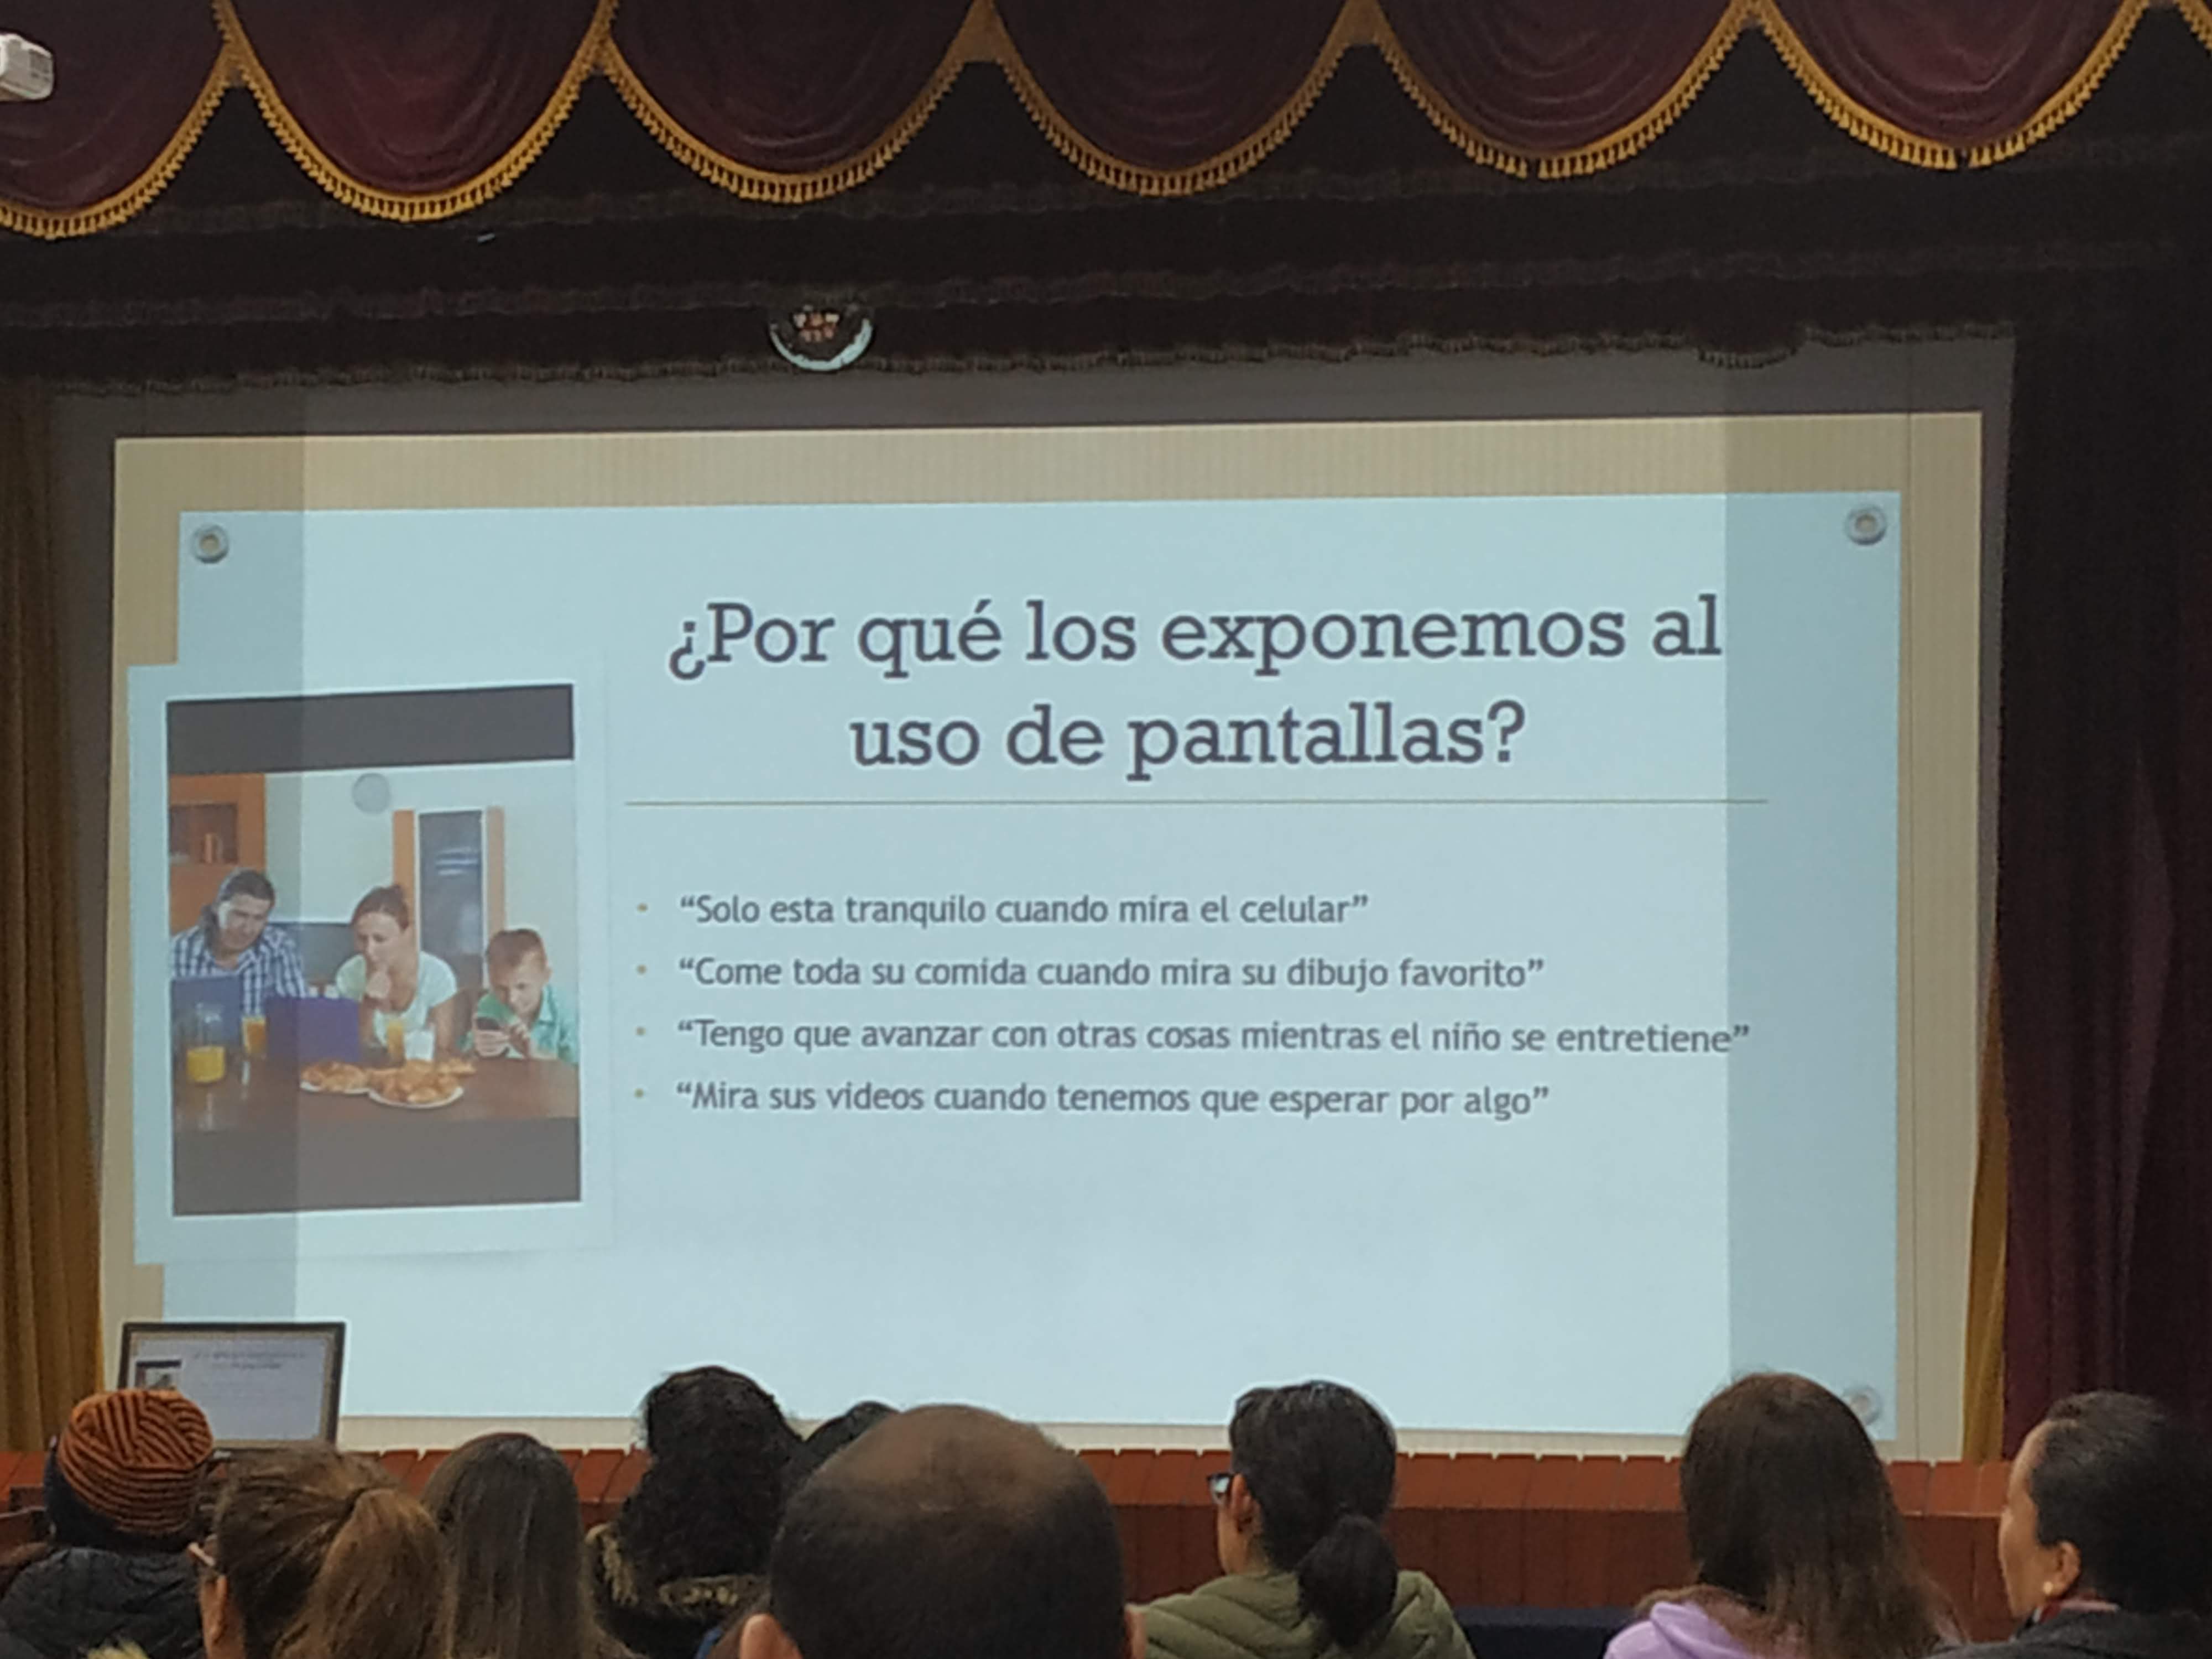 ¿Por qué los exponemos al
uso de pantallas?
• “Solo esta tranquilo cuando mira el celular”
• “Come toda su comida cuando mira su dibujo favorito”
• “Tengo que avanzar con otras cosas mientras el niño se entretiene”
• “Mira sus videos cuando tenemos que esperar por algo”